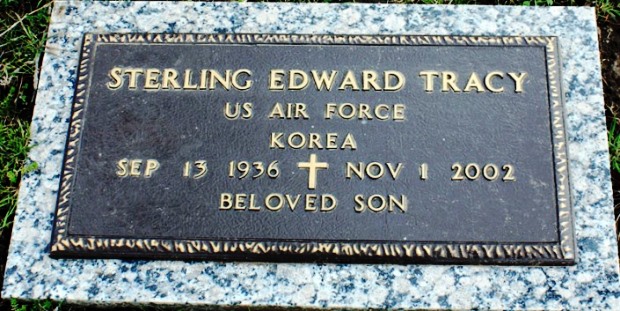 STERLING EDWARD TRACY
US AIR FORCE
KOREA
SEP 13 1936 NOV 1 2002
BELOVED SON